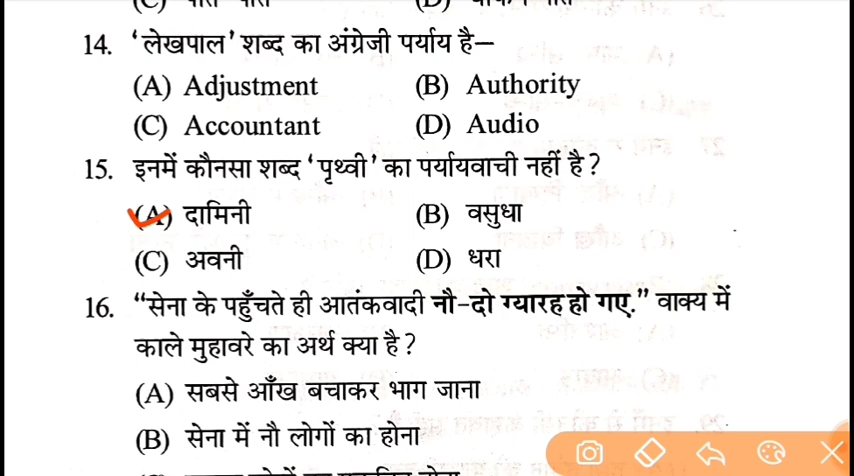 14. 'लेखपाल' शब्द का अंग्रेजी पर्याय है—
(A) Adjustment (B) Authority
(C) Accountant (D) Audio
15. इनमें कौनसा शब्द 'पृथ्वी' का पर्यायवाची नहीं है?
(A) दामिनी (B) वसुधा
(C) अवनी (D) धरा
16. "सेना के पहुँचते ही आतंकवादी नौ-दो ग्यारह हो गए." वाक्य में
काले मुहावरे का अर्थ क्या है?
(A) सबसे आँख बचाकर भाग जाना
(B) सेना में नौ लोगों का होना